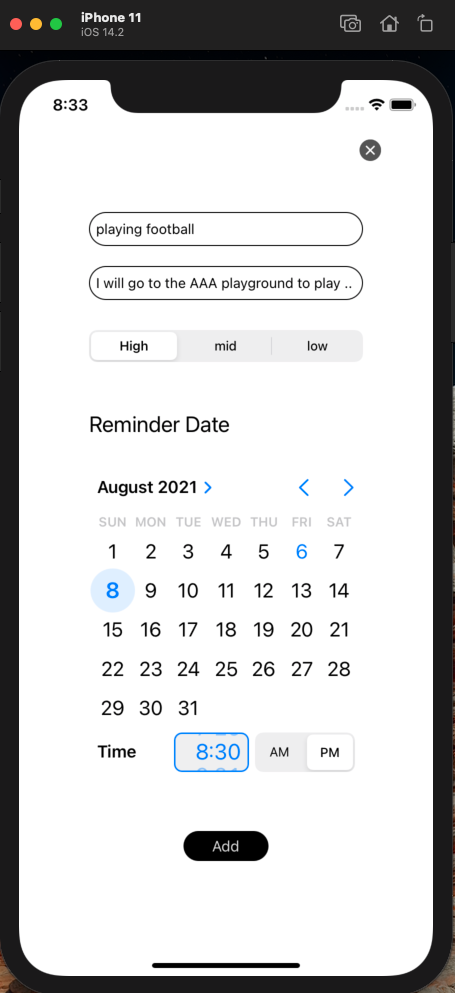 iPhone 11
iOS 14.2
8:33
playing football
I will go to the AAA playground to play ..
High mid low
Reminder Date
August 2021
SUN MON TUE WED THU FRI SAT
1 2 3 4 5 6 7
8 9 10 11 12 13 14
15 16 17 18 19 20 21
22 23 24 25 26 27 28
29 30 31
Time 8:30 AM PM
Add